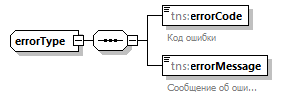 errorType
tns:errorCode
Код ошибки
tns:errorMessage
Сообщение об оши...